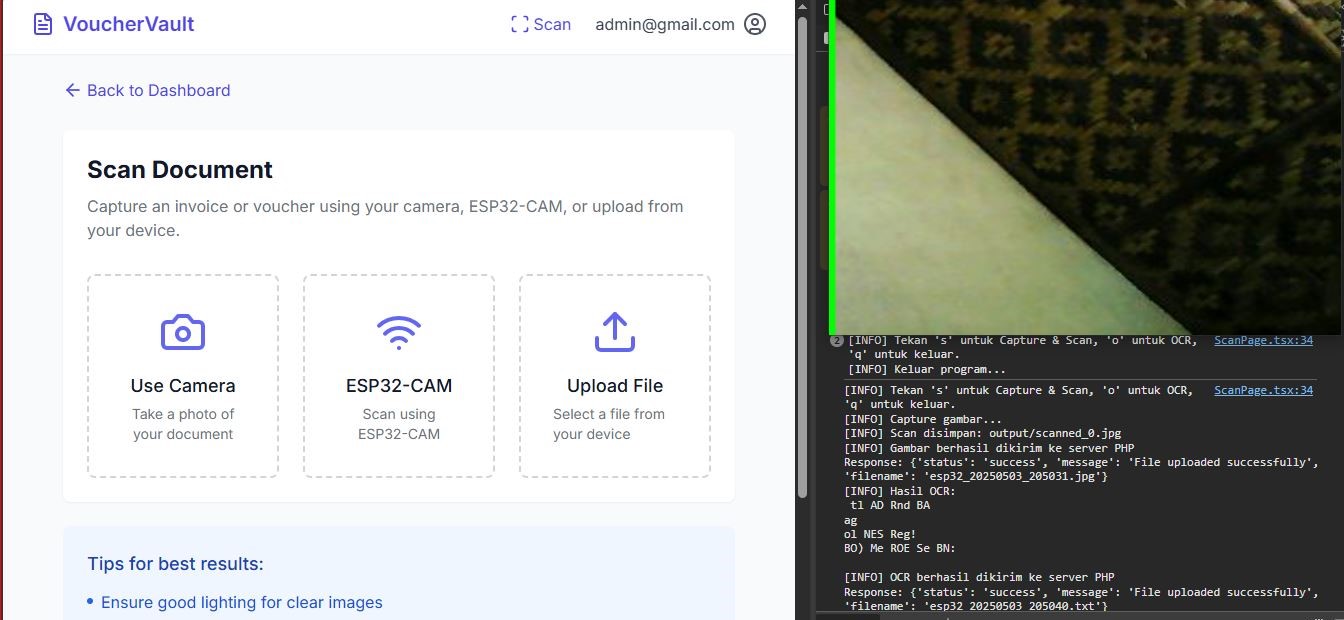 VoucherVault
Scan
admin@gmail.com
Back to Dashboard
Scan Document
Capture an invoice or voucher using your camera, ESP32-CAM, or upload from
your device.
Use Camera
Take a photo of
your document
ESP32-CAM
Scan using
ESP32-CAM
Upload File
Select a file from
your device
Tips for best results:
• Ensure good lighting for clear images
2
[INFO] Tekan 's' untuk Capture & Scan, 'o' untuk OCR, ScanPage.tsx:34
'q' untuk keluar.
[INFO] Keluar program...
[INFO] Tekan 's' untuk Capture & Scan, 'o' untuk OCR, ScanPage.tsx:34
'q' untuk keluar.
[INFO] Capture gambar...
[INFO] Scan disimpan: output/scanned_0.jpg
[INFO] Gambar berhasil dikirim ke server PHP
Response: {'status': 'success', 'message': 'File uploaded successfully',
'filename': 'esp32_20250503_205031.jpg'}
[INFO] Hasil OCR:
tl AD Rnd BA
ag
ol NES Reg!
BO) Me ROE Se BN:
[INFO] OCR berhasil dikirim ke server PHP
Response: {'status': 'success', 'message': 'File uploaded successfully',
'filename': 'esp32_20250503_205040.txt'}